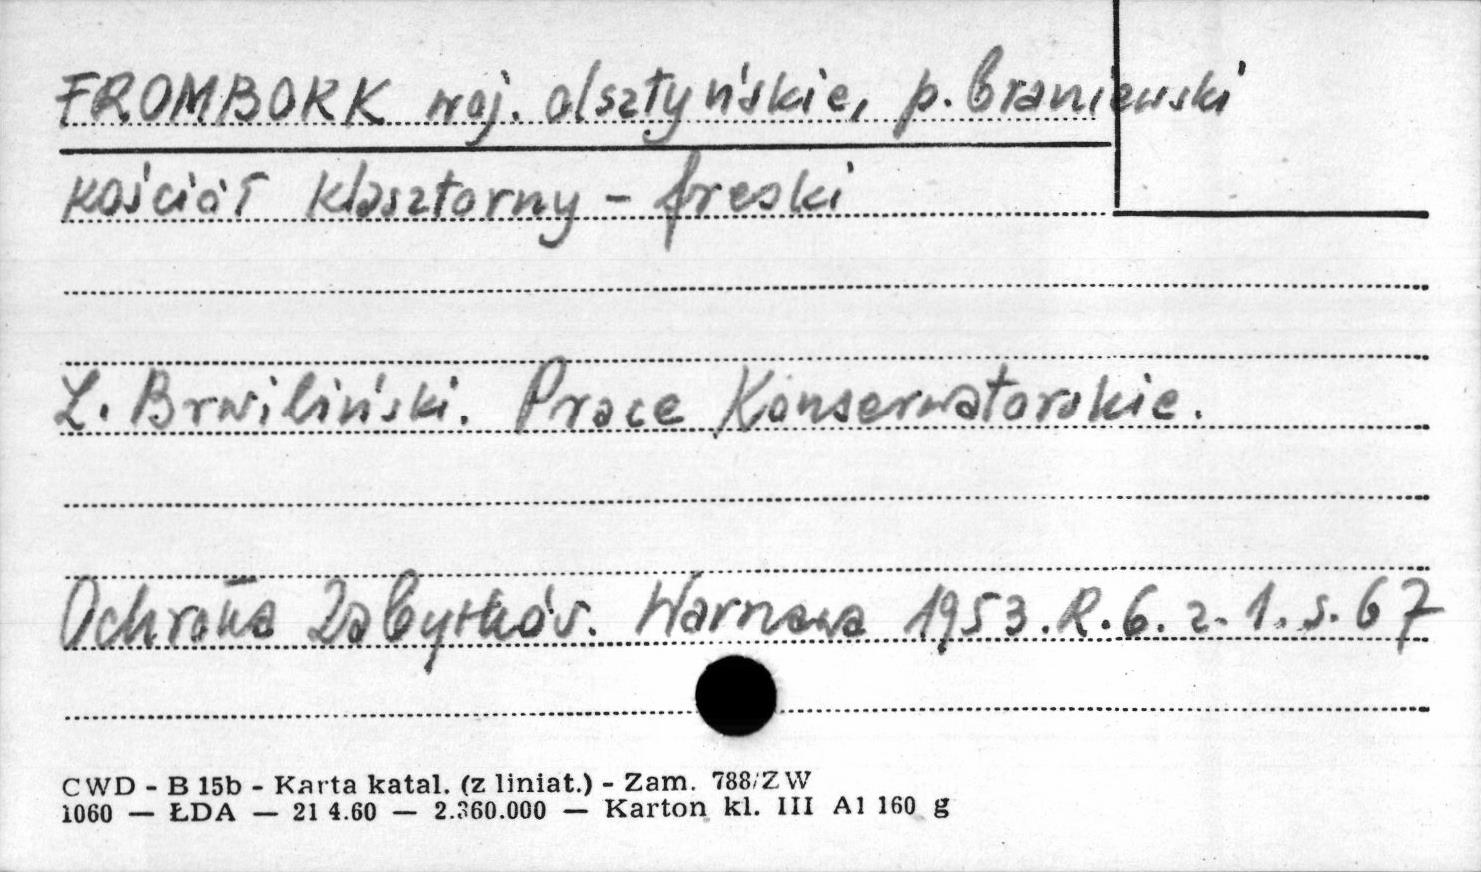 FROMBORK woj. olsztyńskie, p. braniewski
kościół klasztorny - freski
L. Brwiliński. Prace Konserwatorskie.
Ochrona Zabytków. Warszawa 1953. R. 6. z. 1. s. 67
CWD - B 15b - Karta katal. (z liniat.) - Zam. 788/ZW
1060 — ŁDA — 21 4.60 — 2.360.000 — Karton kl. III A1 160 g